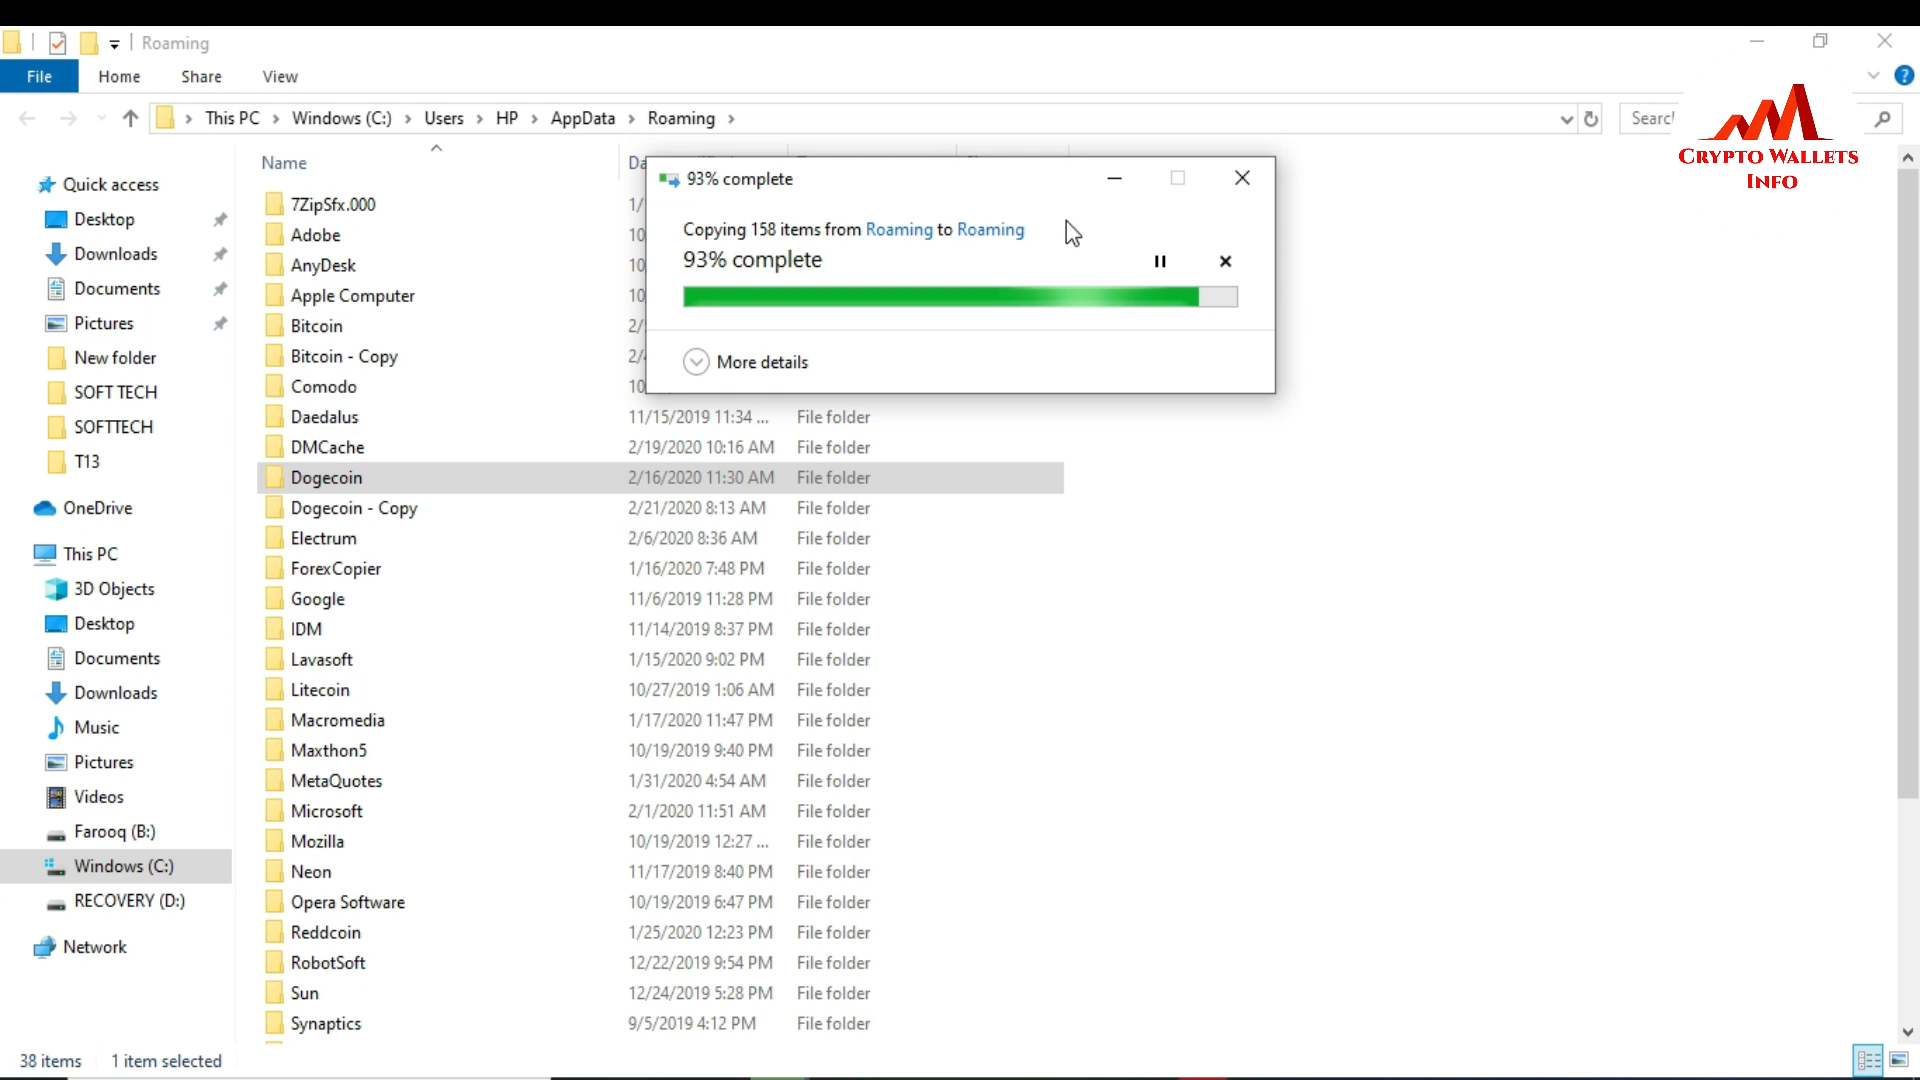 Roaming
File Home Share View
This PC Windows (C:) Users HP AppData Roaming
Name
Quick access
Desktop
Downloads
Documents
Pictures
New folder
SOFT TECH
SOFTTECH
T13
OneDrive
This PC
3D Objects
Desktop
Documents
Downloads
Music
Pictures
Videos
Farooq (B:)
Windows (C:)
RECOVERY (D:)
Network
7ZipSfx.000
Adobe
AnyDesk
Apple Computer
Bitcoin
Bitcoin - Copy
Comodo
Daedalus 11/15/2019 11:34 ... File folder
DMCache 2/19/2020 10:16 AM File folder
Dogecoin 2/16/2020 11:30 AM File folder
Dogecoin - Copy 2/21/2020 8:13 AM File folder
Electrum 2/6/2020 8:36 AM File folder
ForexCopier 1/16/2020 7:48 PM File folder
Google 11/6/2019 11:28 PM File folder
IDM 11/14/2019 8:37 PM File folder
Lavasoft 1/15/2020 9:02 PM File folder
Litecoin 10/27/2019 1:06 AM File folder
Macromedia 1/17/2020 11:47 PM File folder
Maxthon5 10/19/2019 9:40 PM File folder
MetaQuotes 1/31/2020 4:54 AM File folder
Microsoft 2/1/2020 11:51 AM File folder
Mozilla 10/19/2019 12:27 ... File folder
Neon 11/17/2019 8:40 PM File folder
Opera Software 10/19/2019 6:47 PM File folder
Reddcoin 1/25/2020 12:23 PM File folder
RobotSoft 12/22/2019 9:54 PM File folder
Sun 12/24/2019 5:28 PM File folder
Synaptics 9/5/2019 4:12 PM File folder
93% complete
Copying 158 items from Roaming to Roaming
93% complete
More details
CRYPTO WALLETS
INFO
38 items 1 item selected